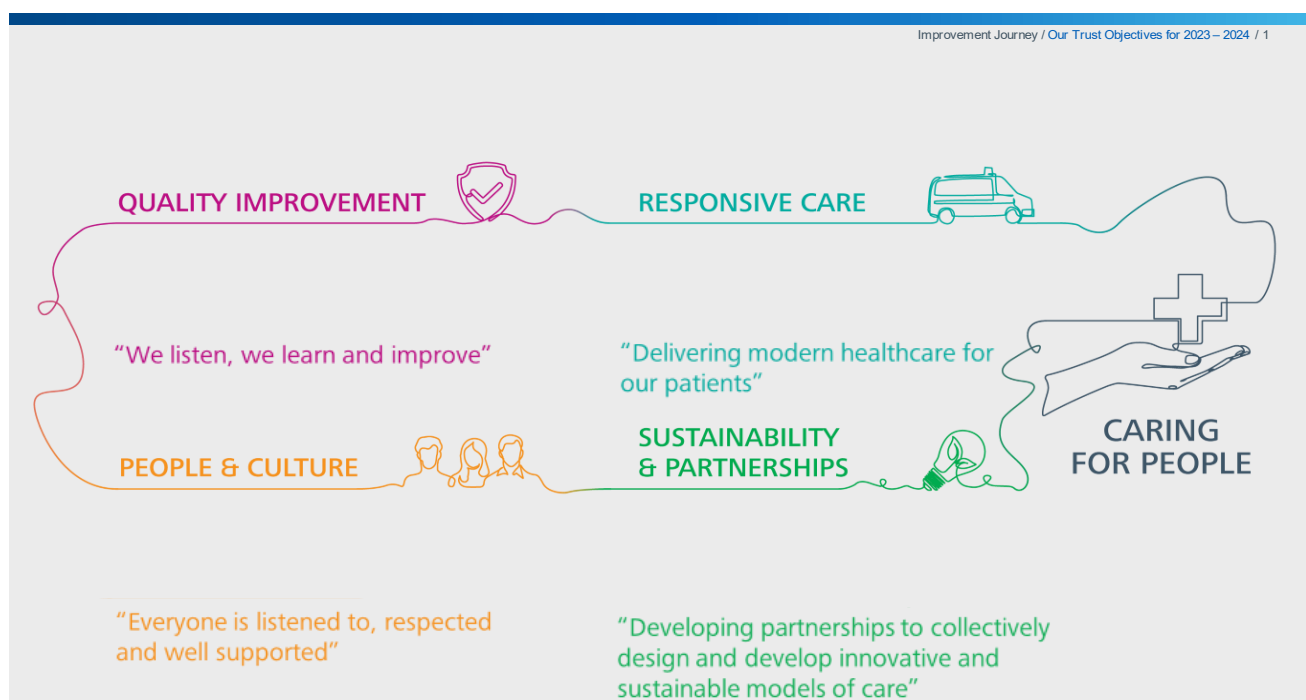 Improvement Journey / Our Trust Objectives for 2023 – 2024 / 1
QUALITY IMPROVEMENT
RESPONSIVE CARE
“We listen, we learn and improve”
“Delivering modern healthcare for
our patients”
CARING
FOR PEOPLE
PEOPLE & CULTURE
SUSTAINABILITY
& PARTNERSHIPS
“Everyone is listened to, respected
and well supported”
“Developing partnerships to collectively
design and develop innovative and
sustainable models of care”